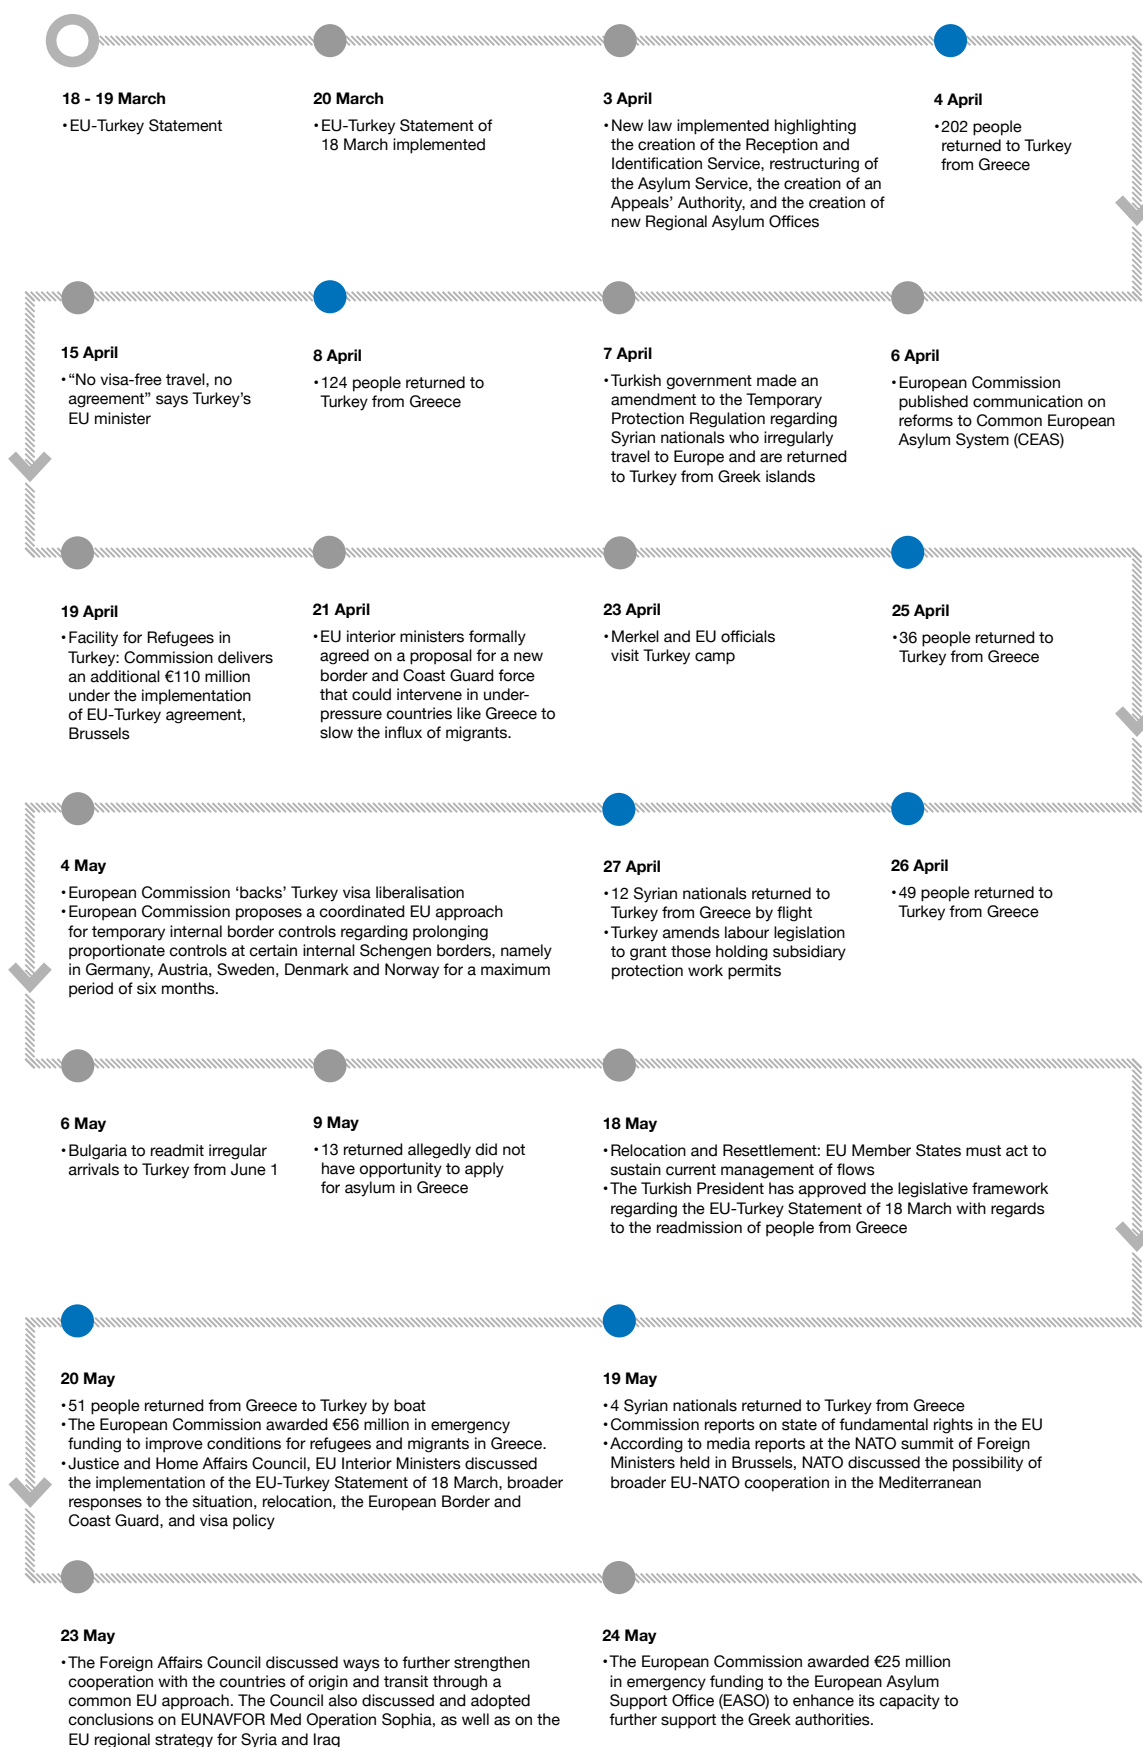 18 - 19 March
•EU-Turkey Statement
20 March
•EU-Turkey Statement of
18 March implemented
3 April
•New law implemented highlighting
the creation of the Reception and
Identification Service, restructuring of
the Asylum Service, the creation of an
Appeals’ Authority, and the creation of
new Regional Asylum Offices
4 April
•202 people
returned to Turkey
from Greece
6 April
•European Commission
published communication on
reforms to Common European
Asylum System (CEAS)
7 April
•Turkish government made an
amendment to the Temporary
Protection Regulation regarding
Syrian nationals who irregularly
travel to Europe and are returned
to Turkey from Greek islands
8 April
•124 people returned to
Turkey from Greece
15 April
•“No visa-free travel, no
agreement” says Turkey’s
EU minister
19 April
•Facility for Refugees in
Turkey: Commission delivers
an additional €110 million
under the implementation
of EU-Turkey agreement,
Brussels
21 April
•EU interior ministers formally
agreed on a proposal for a new
border and Coast Guard force
that could intervene in under-
pressure countries like Greece to
slow the influx of migrants.
23 April
•Merkel and EU officials
visit Turkey camp
25 April
•36 people returned to
Turkey from Greece
26 April
•49 people returned to
Turkey from Greece
27 April
•12 Syrian nationals returned to
Turkey from Greece by flight
•Turkey amends labour legislation
to grant those holding subsidiary
protection work permits
4 May
•European Commission ‘backs’ Turkey visa liberalisation
•European Commission proposes a coordinated EU approach
for temporary internal border controls regarding prolonging
proportionate controls at certain internal Schengen borders, namely
in Germany, Austria, Sweden, Denmark and Norway for a maximum
period of six months.
6 May
•Bulgaria to readmit irregular
arrivals to Turkey from June 1
9 May
•13 returned allegedly did not
have opportunity to apply
for asylum in Greece
18 May
•Relocation and Resettlement: EU Member States must act to
sustain current management of flows
•The Turkish President has approved the legislative framework
regarding the EU-Turkey Statement of 18 March with regards
to the readmission of people from Greece
19 May
•4 Syrian nationals returned to Turkey from Greece
•Commission reports on state of fundamental rights in the EU
•According to media reports at the NATO summit of Foreign
Ministers held in Brussels, NATO discussed the possibility of
broader EU-NATO cooperation in the Mediterranean
20 May
•51 people returned from Greece to Turkey by boat
•The European Commission awarded €56 million in emergency
funding to improve conditions for refugees and migrants in Greece.
•Justice and Home Affairs Council, EU Interior Ministers discussed
the implementation of the EU-Turkey Statement of 18 March, broader
responses to the situation, relocation, the European Border and
Coast Guard, and visa policy
23 May
•The Foreign Affairs Council discussed ways to further strengthen
cooperation with the countries of origin and transit through a
common EU approach. The Council also discussed and adopted
conclusions on EUNAVFOR Med Operation Sophia, as well as on the
EU regional strategy for Syria and Iraq
24 May
•The European Commission awarded €25 million
in emergency funding to the European Asylum
Support Office (EASO) to enhance its capacity to
further support the Greek authorities.